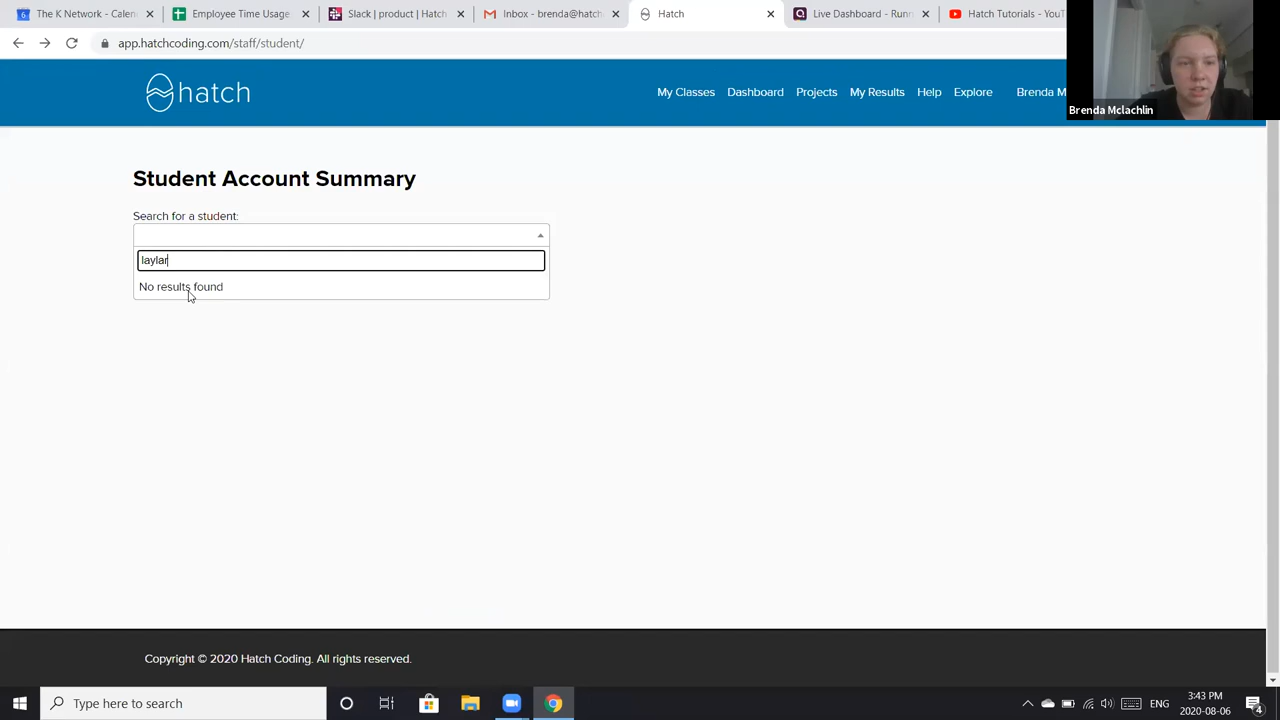 The K Network - Calen
Employee Time Usage
Slack | product | Hatch
Inbox - brenda@hatch
Hatch
Live Dashboard - Runn
Hatch Tutorials - YouT
app.hatchcoding.com/staff/student/
hatch
My Classes
Dashboard
Projects
My Results
Help
Explore
Brenda M
Brenda Mclachlin
Student Account Summary
Search for a student:
laylar
No results found
Copyright © 2020 Hatch Coding. All rights reserved.
Type here to search
ENG
3:43 PM
2020-08-06
4